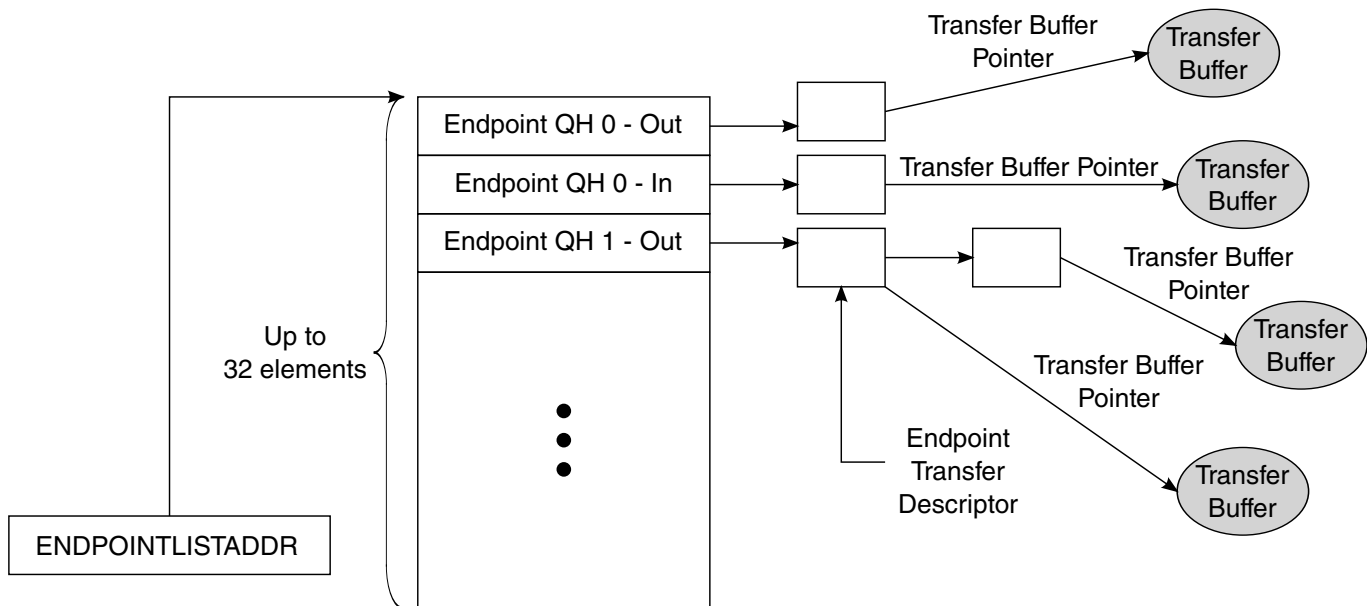 Transfer Buffer
Pointer
Transfer
Buffer
Endpoint QH 0 - Out
Endpoint QH 0 - In
Transfer Buffer Pointer
Transfer
Buffer
Endpoint QH 1 - Out
Transfer Buffer
Pointer
Up to
32 elements
Transfer
Buffer
Transfer Buffer
Pointer
Endpoint
Transfer
Descriptor
Transfer
Buffer
ENDPOINTLISTADDR